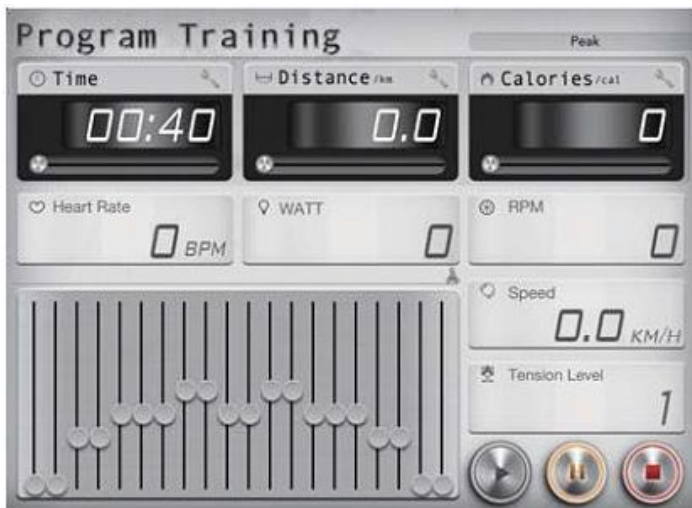 Program Training
Peak
Time
Distance/km
Calories/cal
00:40
0.0
0
Heart Rate
0 BPM
WATT
0
RPM
0
Speed
0.0 KM/H
Tension Level
1